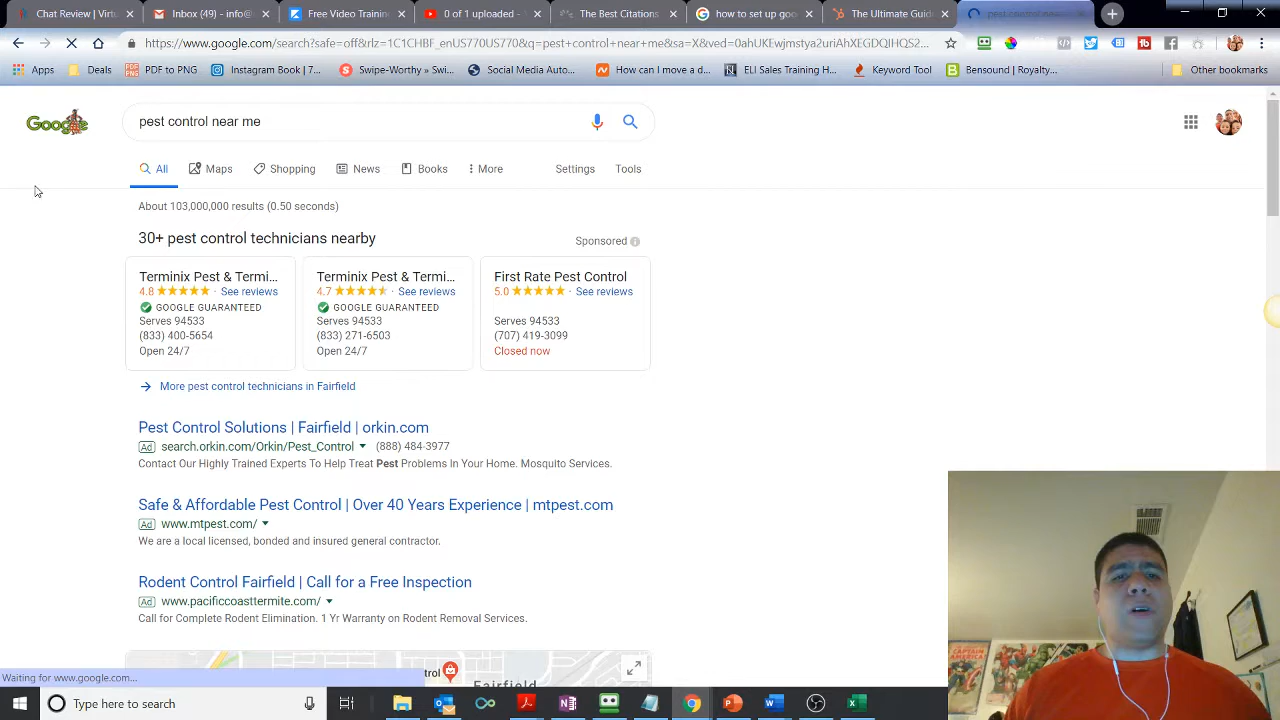 Chat Review | Virtu
Inbox (49) - info@
Free Video Trainin
0 of 1 uploaded -
The Best Citations
how to set up goo
The Ultimate Guid
pest control nea
https://www.google.com/search?safe=off&rlz=1C1CHBF_enUS770US770&q=pest+control+near+me&sa=X&ved=0ahUKEwjmstya2uriAhXEGDQIHQS2...
Apps
Deals
PDF to PNG
Instagram Book | 7...
Swipe-Worthy » Swi...
Social Media Auto...
How can I move a d...
ELI Sales Training H...
Keyword Tool
Bensound | Royalty...
Other bookmarks
Google
pest control near me
All
Maps
Shopping
News
Books
More
Settings
Tools
About 103,000,000 results (0.50 seconds)
30+ pest control technicians nearby
Sponsored
Terminix Pest & Termi...
4.8 See reviews
GOOGLE GUARANTEED
Serves 94533
(833) 400-5654
Open 24/7
Terminix Pest & Termi...
4.7 See reviews
GOOGLE GUARANTEED
Serves 94533
(833) 271-6503
Open 24/7
First Rate Pest Control
5.0 See reviews
Serves 94533
(707) 419-3099
Closed now
More pest control technicians in Fairfield
Pest Control Solutions | Fairfield | orkin.com
Ad search.orkin.com/Orkin/Pest_Control (888) 484-3977
Contact Our Highly Trained Experts To Help Treat Pest Problems In Your Home. Mosquito Services.
Safe & Affordable Pest Control | Over 40 Years Experience | mtpest.com
Ad www.mtpest.com/
We are a local licensed, bonded and insured general contractor.
Rodent Control Fairfield | Call for a Free Inspection
Ad www.pacificcoasttermite.com/
Call for Complete Rodent Elimination. 1 Yr Warranty on Rodent Removal Services.
trol
Fairfield
Waiting for www.google.com...
Type here to search